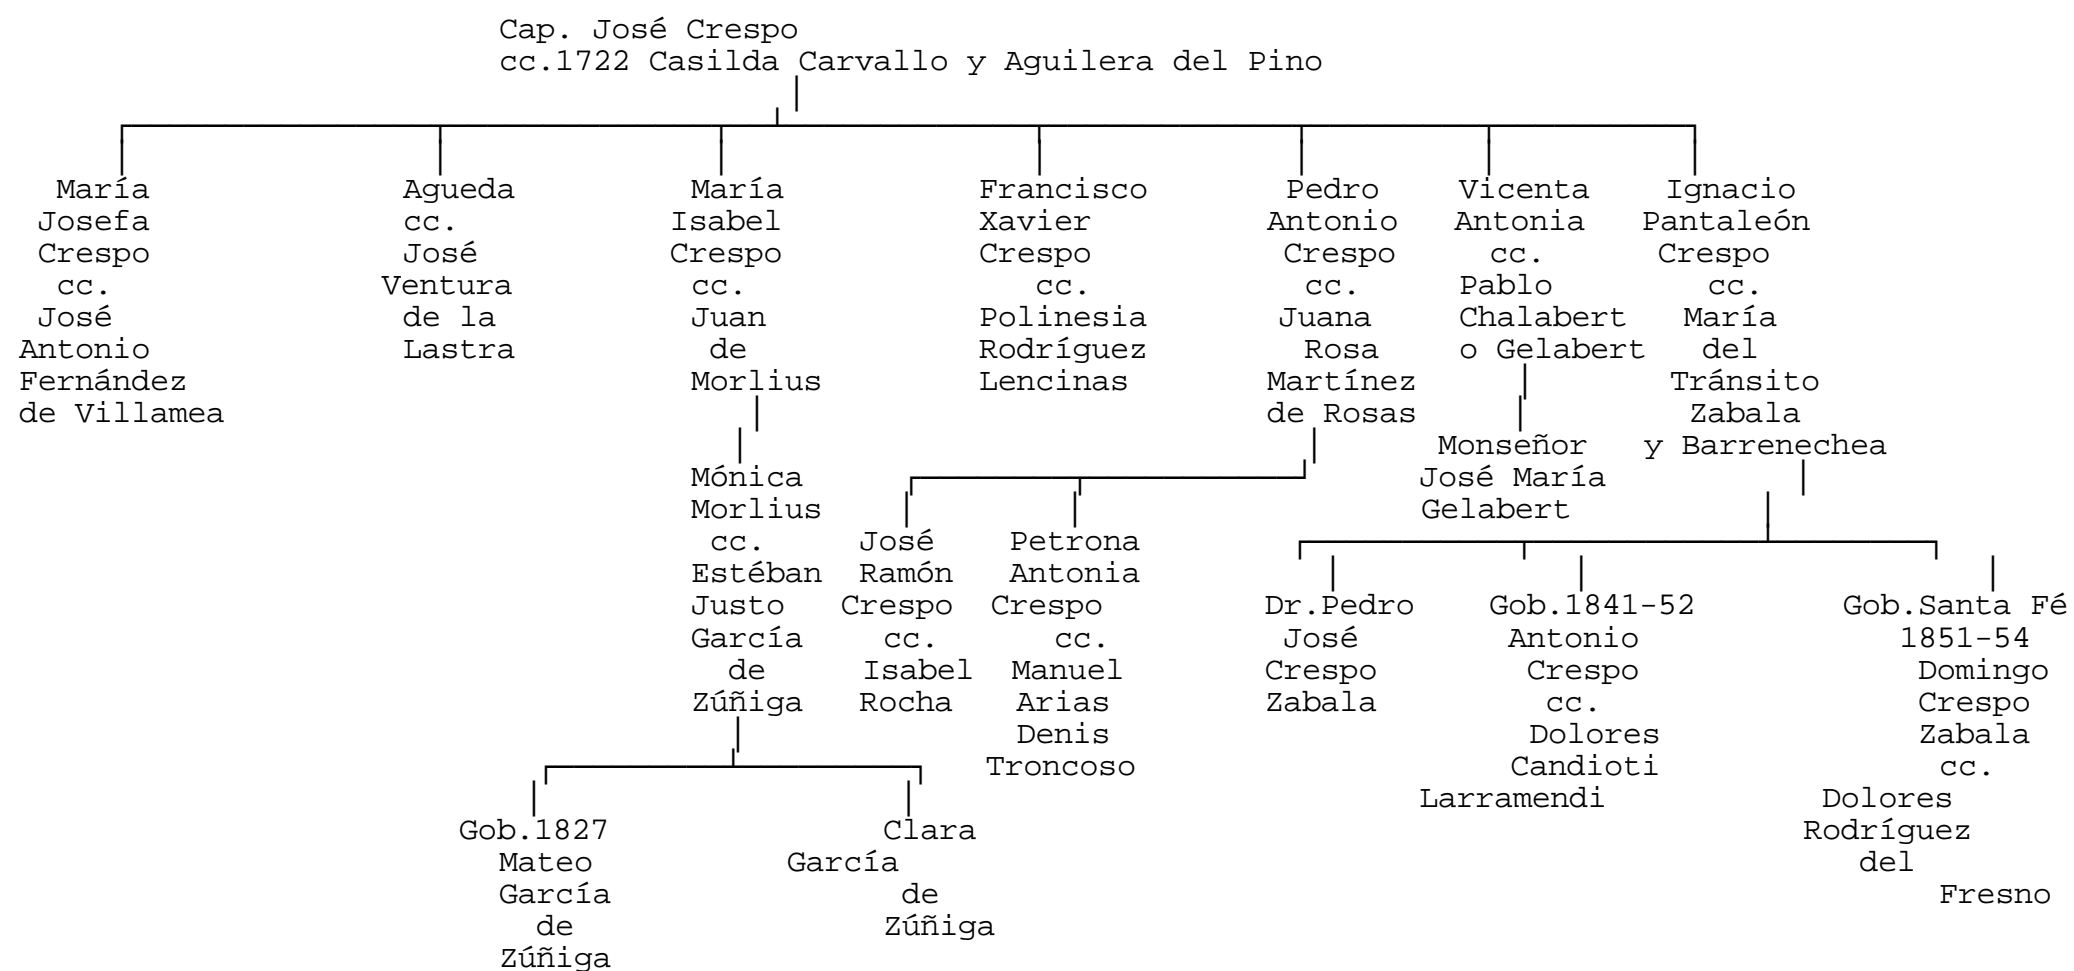 Cap. José Crespo
cc.1722 Casilda Carvallo y Aguilera del Pino
María
Josefa
Crespo
cc.
José
Antonio
Fernández
de Villamea
Agueda
cc.
José
Ventura
de la
Lastra
María
Isabel
Crespo
cc.
Juan
de
Morlius
Francisco
Xavier
Crespo
cc.
Polinesia
Rodríguez
Lencinas
Pedro
Antonio
Crespo
cc.
Juana
Rosa
Martínez
de Rosas
Vicenta
Antonia
cc.
Pablo
Chalabert
o Gelabert
Ignacio
Pantaleón
Crespo
cc.
María
del
Tránsito
Zabala
y Barrenechea
Mónica
Morlius
cc.
Estéban
Justo
García
de
Zúñiga
José
Ramón
Crespo
cc.
Isabel
Rocha
Petrona
Antonia
Crespo
cc.
Manuel
Arias
Denis
Troncoso
Monseñor
José María
Gelabert
Dr.Pedro
José
Crespo
Zabala
Gob.1841-52
Antonio
Crespo
cc.
Dolores
Candioti
Larramendi
Gob.Santa Fé
1851-54
Domingo
Crespo
Zabala
cc.
Dolores
Rodríguez
del
Fresno
Gob.1827
Mateo
García
de
Zúñiga
Clara
García
de
Zúñiga